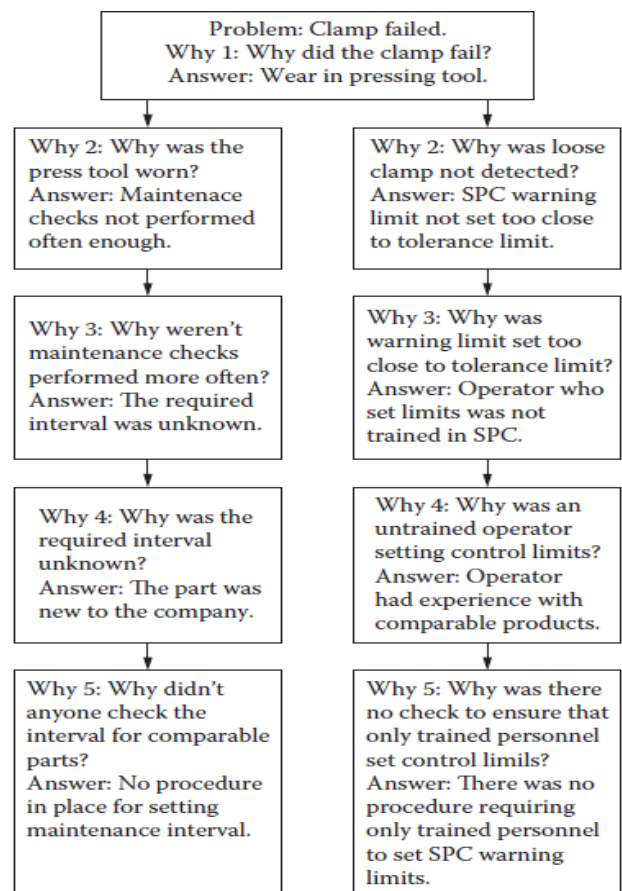 Problem: Clamp failed.
Why 1: Why did the clamp fail?
Answer: Wear in pressing tool.
Why 2: Why was the
press tool worn?
Answer: Maintenace
checks not performed
often enough.
Why 2: Why was loose
clamp not detected?
Answer: SPC warning
limit not set too close
to tolerance limit.
Why 3: Why weren't
maintenance checks
performed more often?
Answer: The required
interval was unknown.
Why 3: Why was
warning limit set too
close to tolerance limit?
Answer: Operator who
set limits was not
trained in SPC.
Why 4: Why was the
required interval
unknown?
Answer: The part was
new to the company.
Why 4: Why was an
untrained operator
setting control limits?
Answer: Operator
had experience with
comparable products.
Why 5: Why didn't
anyone check the
interval for comparable
parts?
Answer: No procedure
in place for setting
maintenance interval.
Why 5: Why was there
no check to ensure that
only trained personnel
set control limils?
Answer: There was no
procedure requiring
only trained personnel
to set SPC warning
limits.